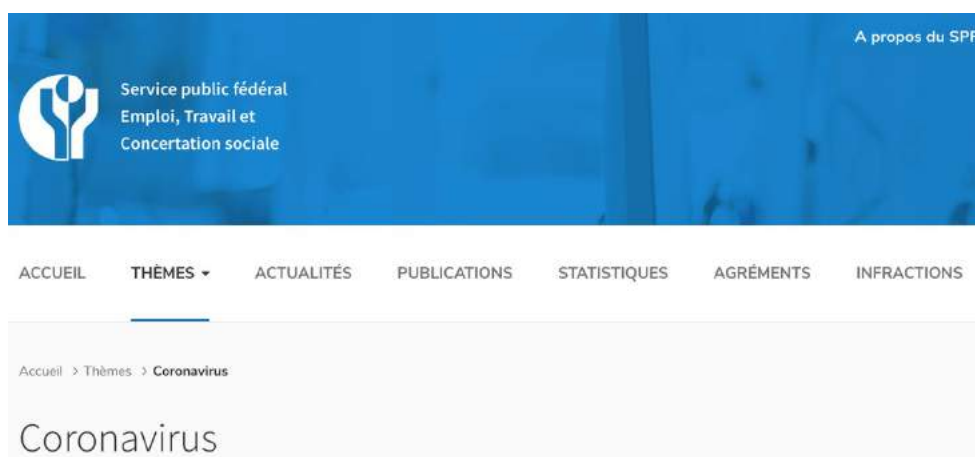 A propos du SPF
Service public fédéral
Emploi, Travail et
Concertation sociale
ACCUEIL THÈMES ACTUALITÉS PUBLICATIONS STATISTIQUES AGRÉMENTS INFRACTIONS
Accueil > Thèmes > Coronavirus
Coronavirus